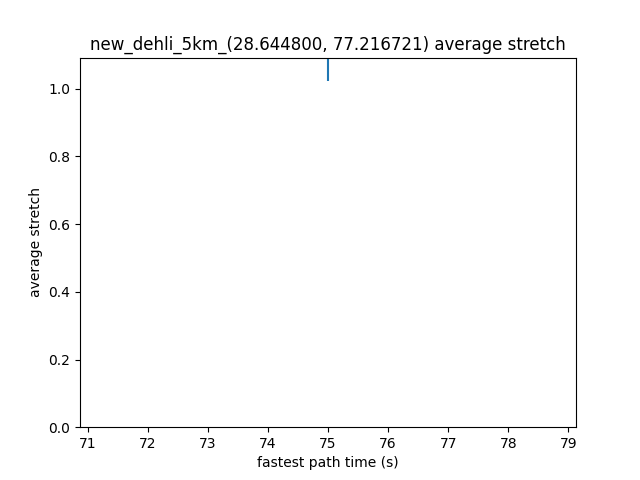 new_dehli_5km_(28.644800, 77.216721) average stretch
1.0
0.8
0.6
0.4
0.2
0.0
average stretch
71 72 73 74 75 76 77 78 79
fastest path time (s)